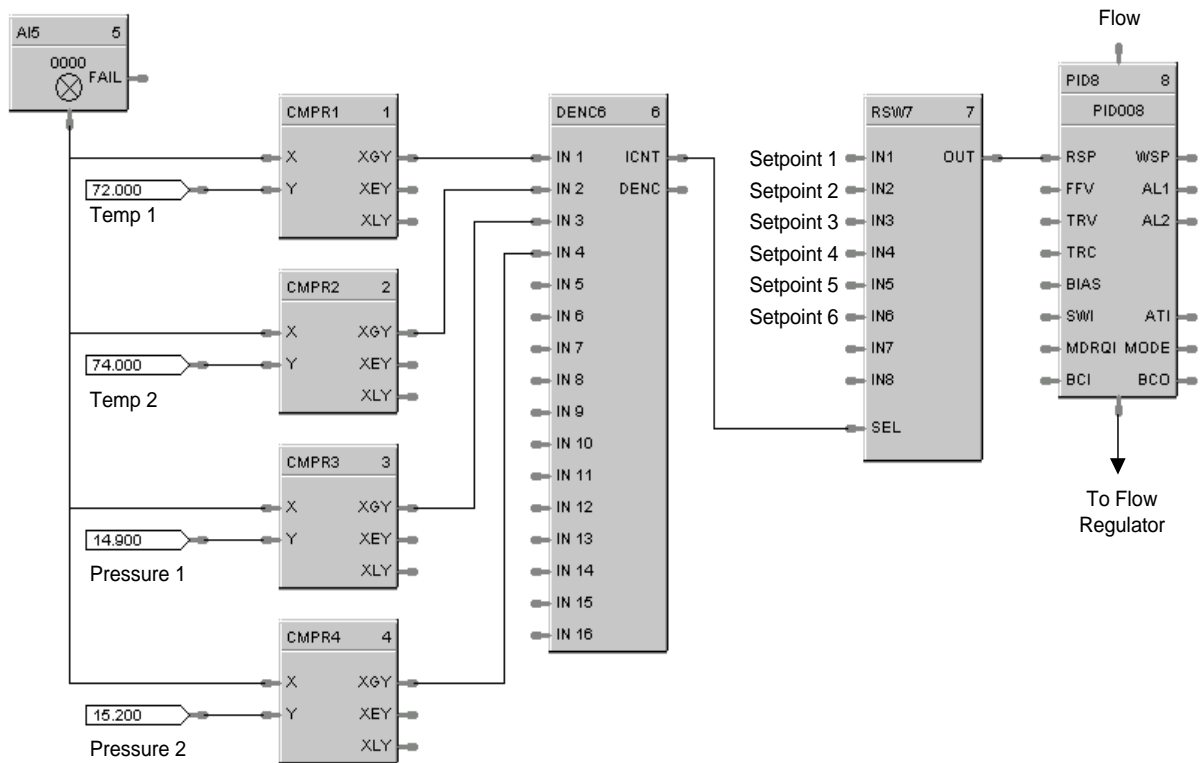 AI5 5
0000
FAIL
CMPR1 1
X XGY
Y XEY
XLY
72.000
Temp 1
CMPR2 2
X XGY
Y XEY
XLY
74.000
Temp 2
CMPR3 3
X XGY
Y XEY
XLY
14.900
Pressure 1
CMPR4 4
X XGY
Y XEY
XLY
15.200
Pressure 2
DENC6 6
IN 1 ICNT
IN 2 DENC
IN 3
IN 4
IN 5
IN 6
IN 7
IN 8
IN 9
IN 10
IN 11
IN 12
IN 13
IN 14
IN 15
IN 16
RSW7 7
Setpoint 1 IN1 OUT
Setpoint 2 IN2
Setpoint 3 IN3
Setpoint 4 IN4
Setpoint 5 IN5
Setpoint 6 IN6
IN7
IN8
SEL
Flow
PID8 8
PID008
RSP WSP
FFV AL1
TRV AL2
TRC
BIAS
SWI ATI
MDRQI MODE
BCI BCO
To Flow
Regulator